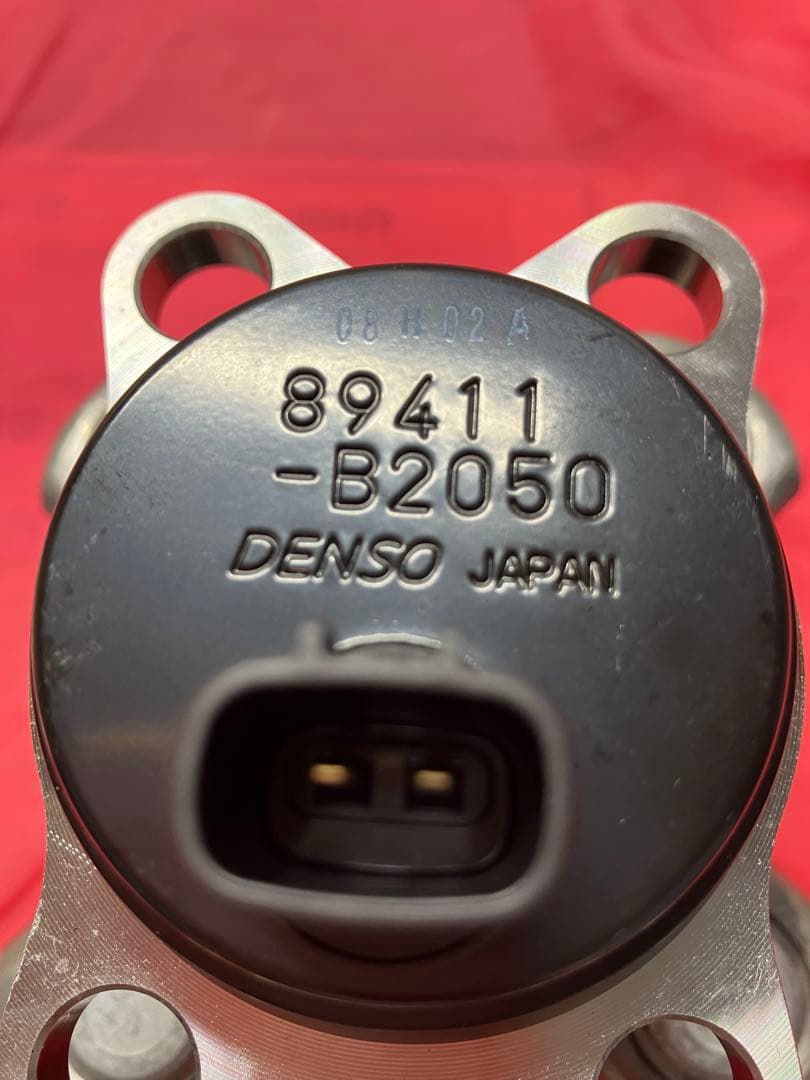 08 H 02 A
89411
-B2050
DENSO JAPAN